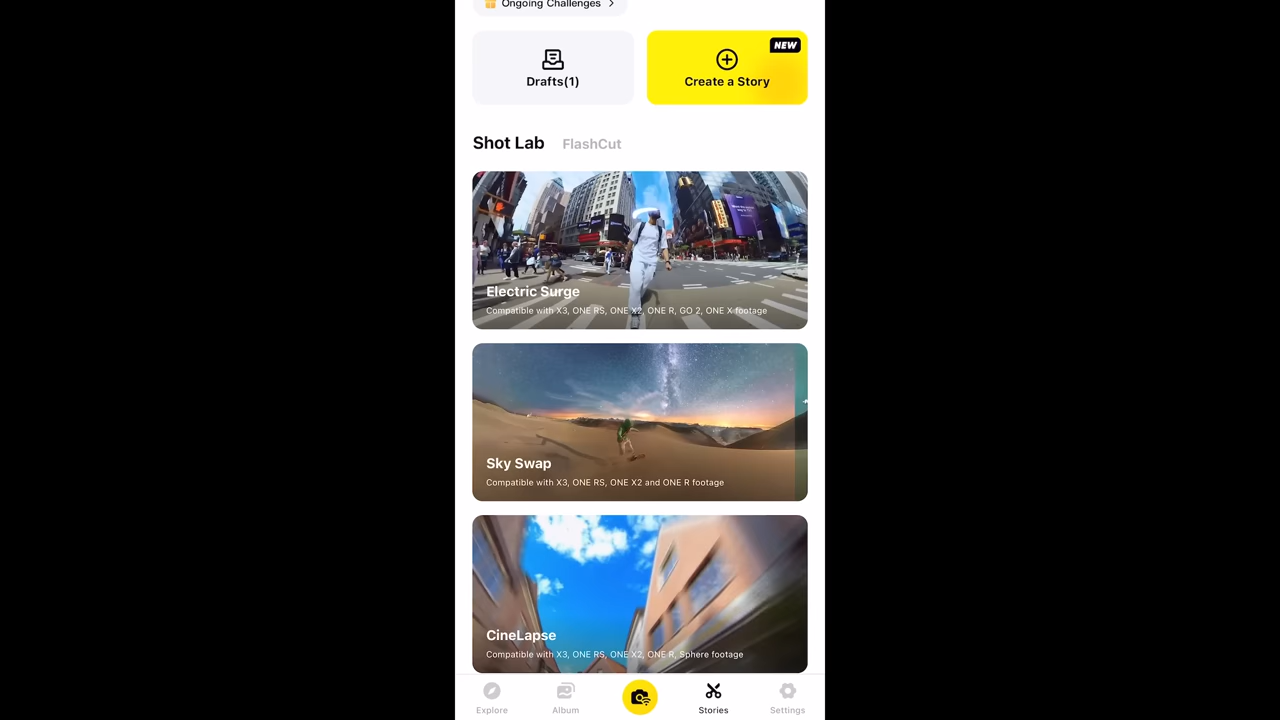 Ongoing Challenges
NEW
Drafts(1)
Create a Story
Shot Lab
FlashCut
Electric Surge
Compatible with X3, ONE RS, ONE X2, ONE R, GO 2, ONE X footage
Sky Swap
Compatible with X3, ONE RS, ONE X2 and ONE R footage
CineLapse
Compatible with X3, ONE RS, ONE X2, ONE R, Sphere footage
Explore
Album
Stories
Settings